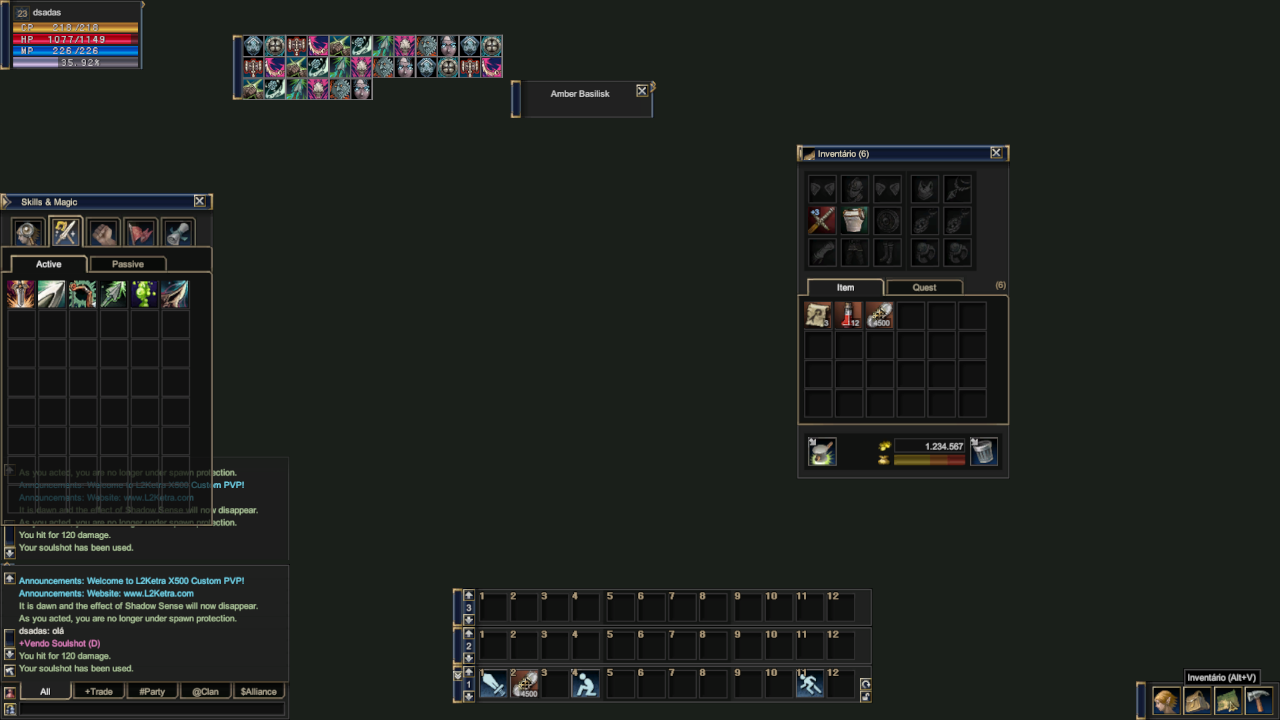 23 dsadas
CP 218/218
HP 1077/1149
MP 226/226
35.92%
Amber Basilisk
Inventário (6)
+3
Item
Quest
(6)
3
12
4500
1.234.567
Skills & Magic
Active
Passive
As you acted, you are no longer under spawn protection.
Announcements: Welcome to L2Ketra X500 Custom PVP!
Announcements: Website: www.L2Ketra.com
It is dawn and the effect of Shadow Sense will now disappear.
As you acted, you are no longer under spawn protection.
You hit for 120 damage.
Your soulshot has been used.
Announcements: Welcome to L2Ketra X500 Custom PVP!
Announcements: Website: www.L2Ketra.com
It is dawn and the effect of Shadow Sense will now disappear.
As you acted, you are no longer under spawn protection.
dsadas: olá
+Vendo Soulshot (D)
You hit for 120 damage.
Your soulshot has been used.
All
+Trade
#Party
@Clan
$Alliance
1 2 3 4 5 6 7 8 9 10 11 12
3
1 2 3 4 5 6 7 8 9 10 11 12
2
1 2 3 4 5 6 7 8 9 10 11 12
1
4500
Inventário (Alt+V)